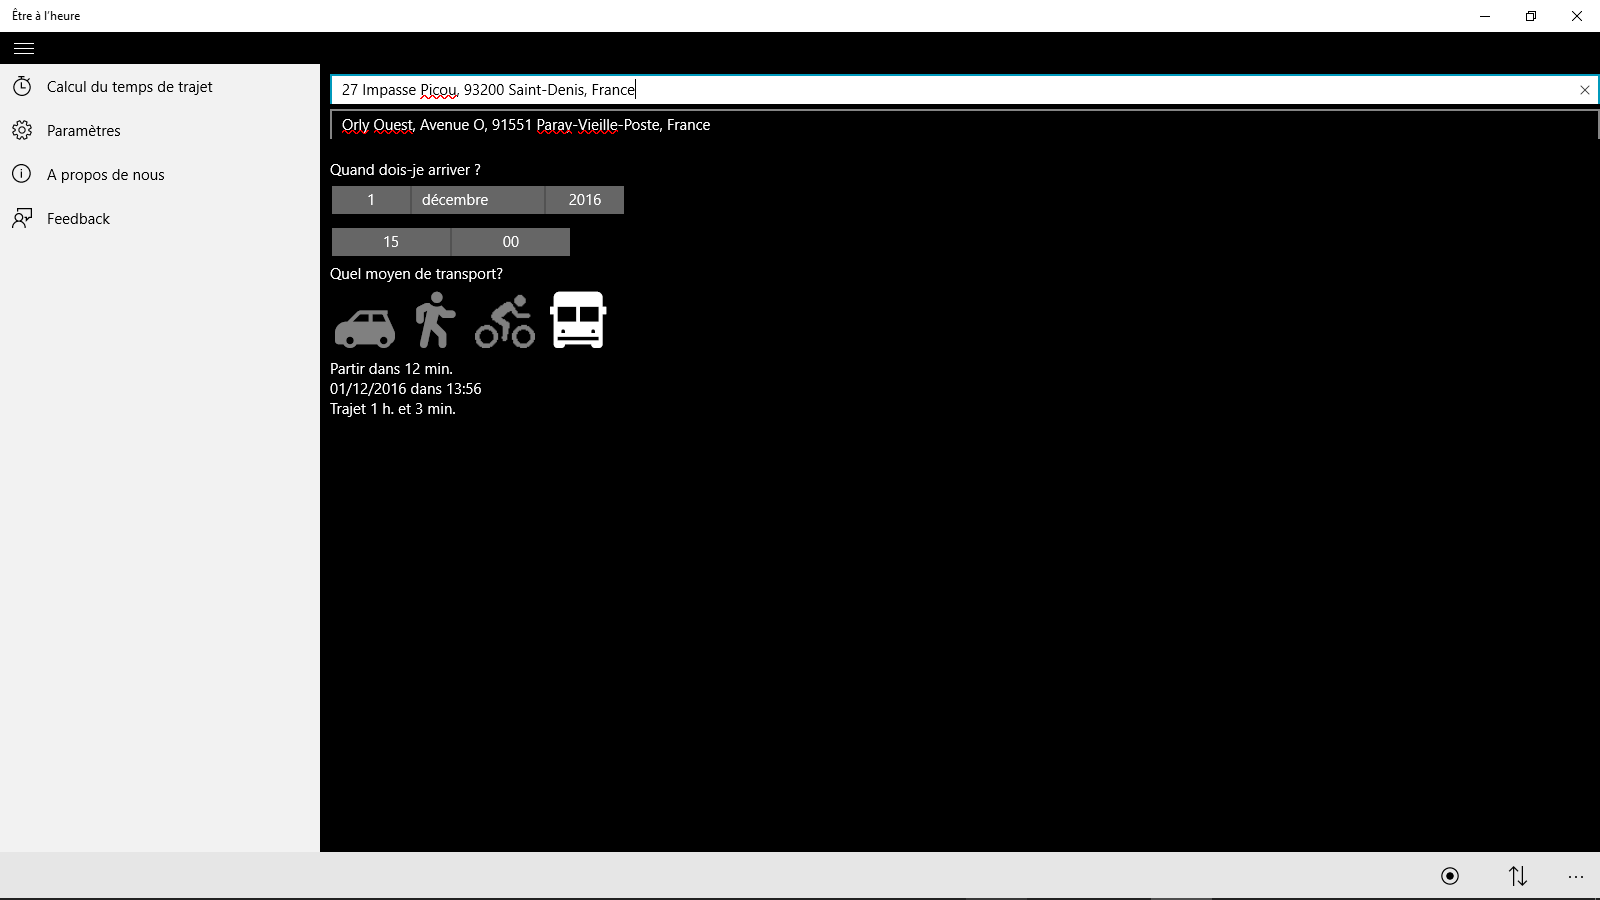 Être à l'heure
Calcul du temps de trajet
Paramètres
A propos de nous
Feedback
27 Impasse Picou, 93200 Saint-Denis, France
Orly Ouest, Avenue O, 91551 Paray-Vieille-Poste, France
Quand dois-je arriver ?
1 décembre 2016
15 00
Quel moyen de transport?
Partir dans 12 min.
01/12/2016 dans 13:56
Trajet 1 h. et 3 min.